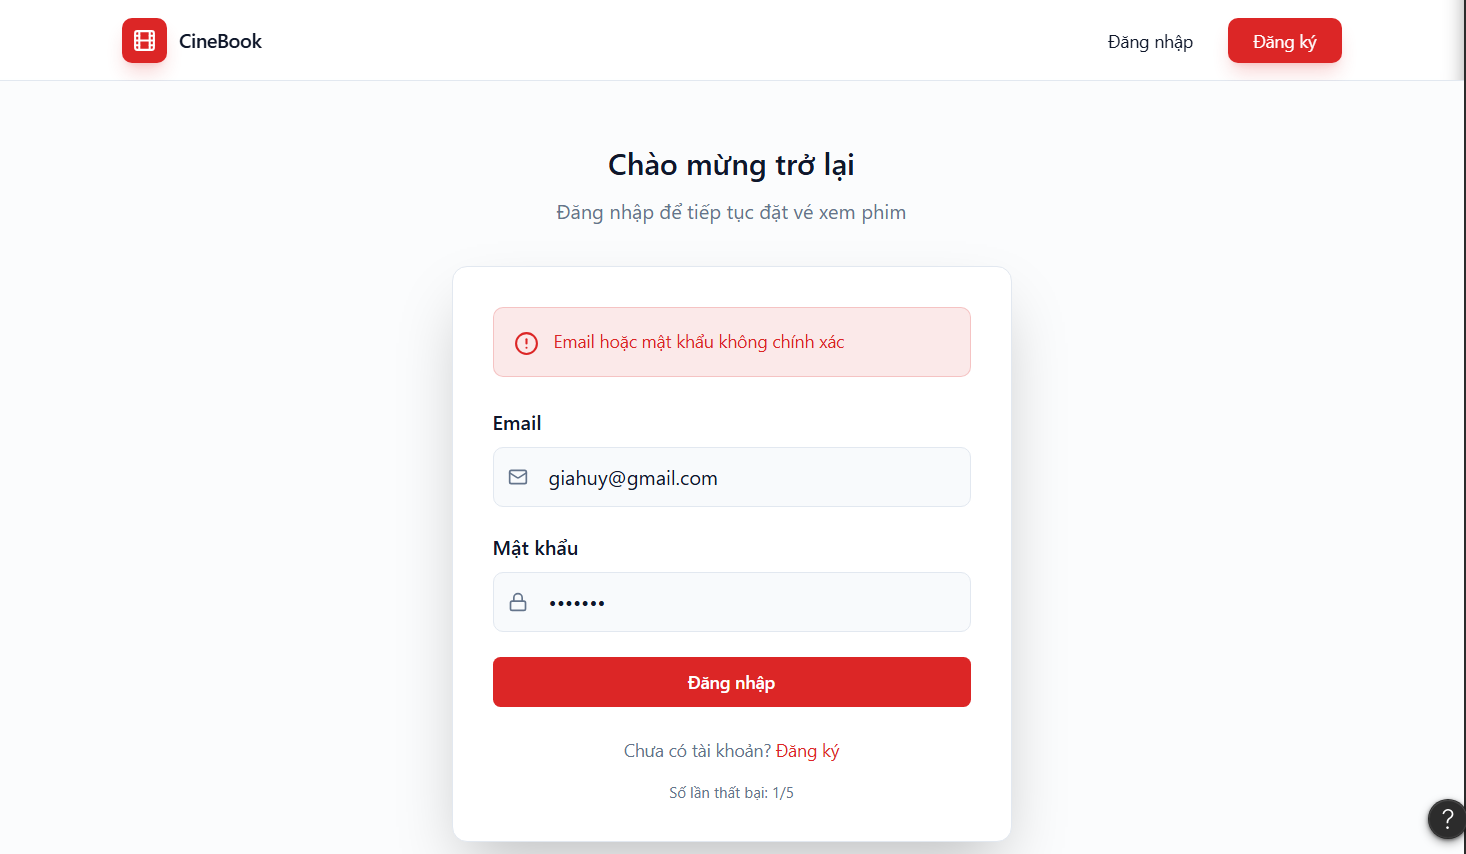 CineBook
Đăng nhập
Đăng ký
Chào mừng trở lại
Đăng nhập để tiếp tục đặt vé xem phim
Email hoặc mật khẩu không chính xác
Email
giahuy@gmail.com
Mật khẩu
•••••••
Đăng nhập
Chưa có tài khoản? Đăng ký
Số lần thất bại: 1/5
?